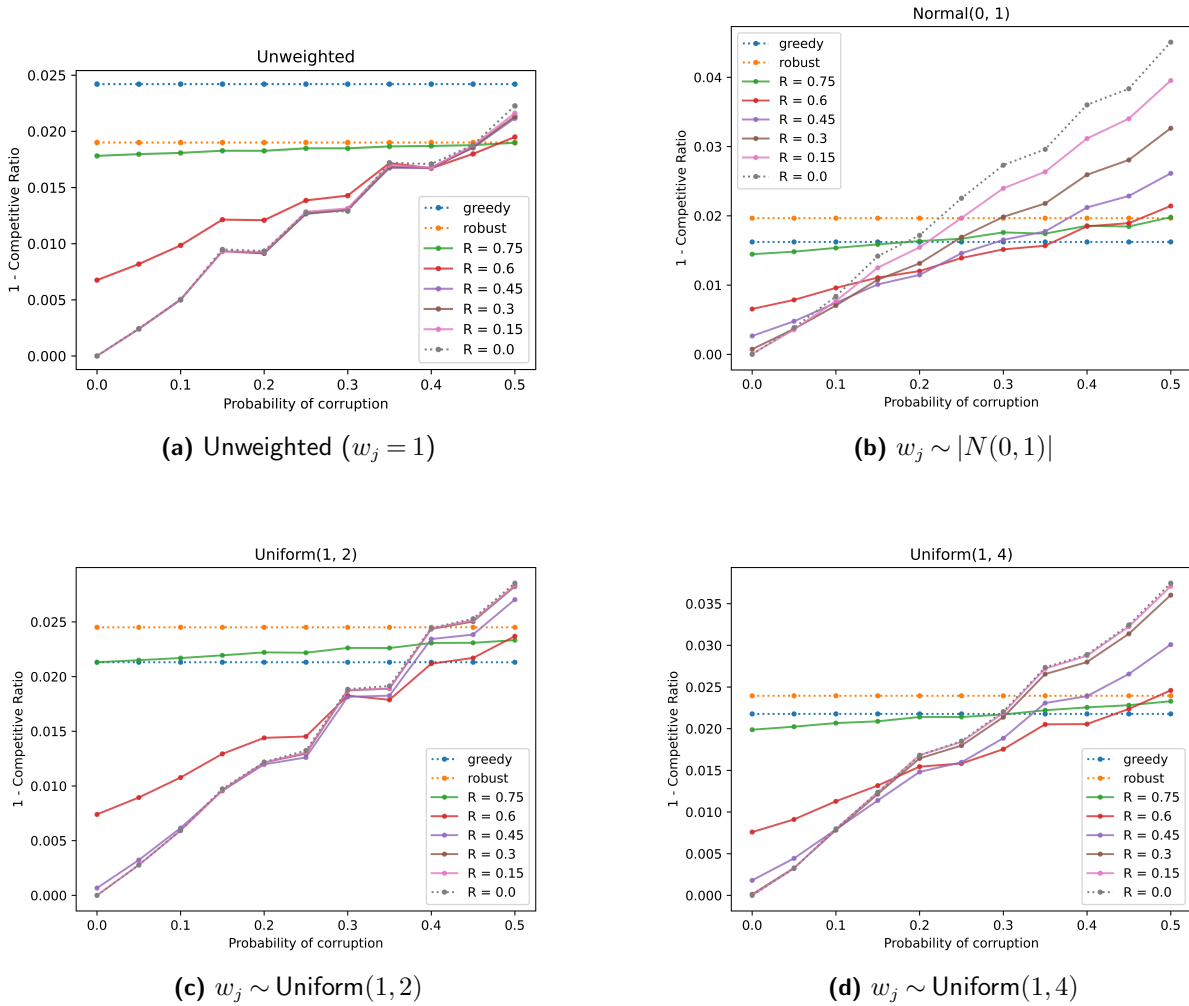 Unweighted
0.025
0.020
0.015
0.010
0.005
0.000
1 - Competitive Ratio
greedy
robust
R = 0.75
R = 0.6
R = 0.45
R = 0.3
R = 0.15
R = 0.0
0.0 0.1 0.2 0.3 0.4 0.5
Probability of corruption
(a) Unweighted (w_j = 1)
Normal(0, 1)
greedy
robust
R = 0.75
R = 0.6
R = 0.45
R = 0.3
R = 0.15
R = 0.0
0.04
0.03
0.02
0.01
0.00
1 - Competitive Ratio
0.0 0.1 0.2 0.3 0.4 0.5
Probability of corruption
(b) w_j ∼ |N(0, 1)|
Uniform(1, 2)
0.025
0.020
0.015
0.010
0.005
0.000
1 - Competitive Ratio
greedy
robust
R = 0.75
R = 0.6
R = 0.45
R = 0.3
R = 0.15
R = 0.0
0.0 0.1 0.2 0.3 0.4 0.5
Probability of corruption
(c) w_j ∼ Uniform(1, 2)
Uniform(1, 4)
0.035
0.030
0.025
0.020
0.015
0.010
0.005
0.000
1 - Competitive Ratio
greedy
robust
R = 0.75
R = 0.6
R = 0.45
R = 0.3
R = 0.15
R = 0.0
0.0 0.1 0.2 0.3 0.4 0.5
Probability of corruption
(d) w_j ∼ Uniform(1, 4)